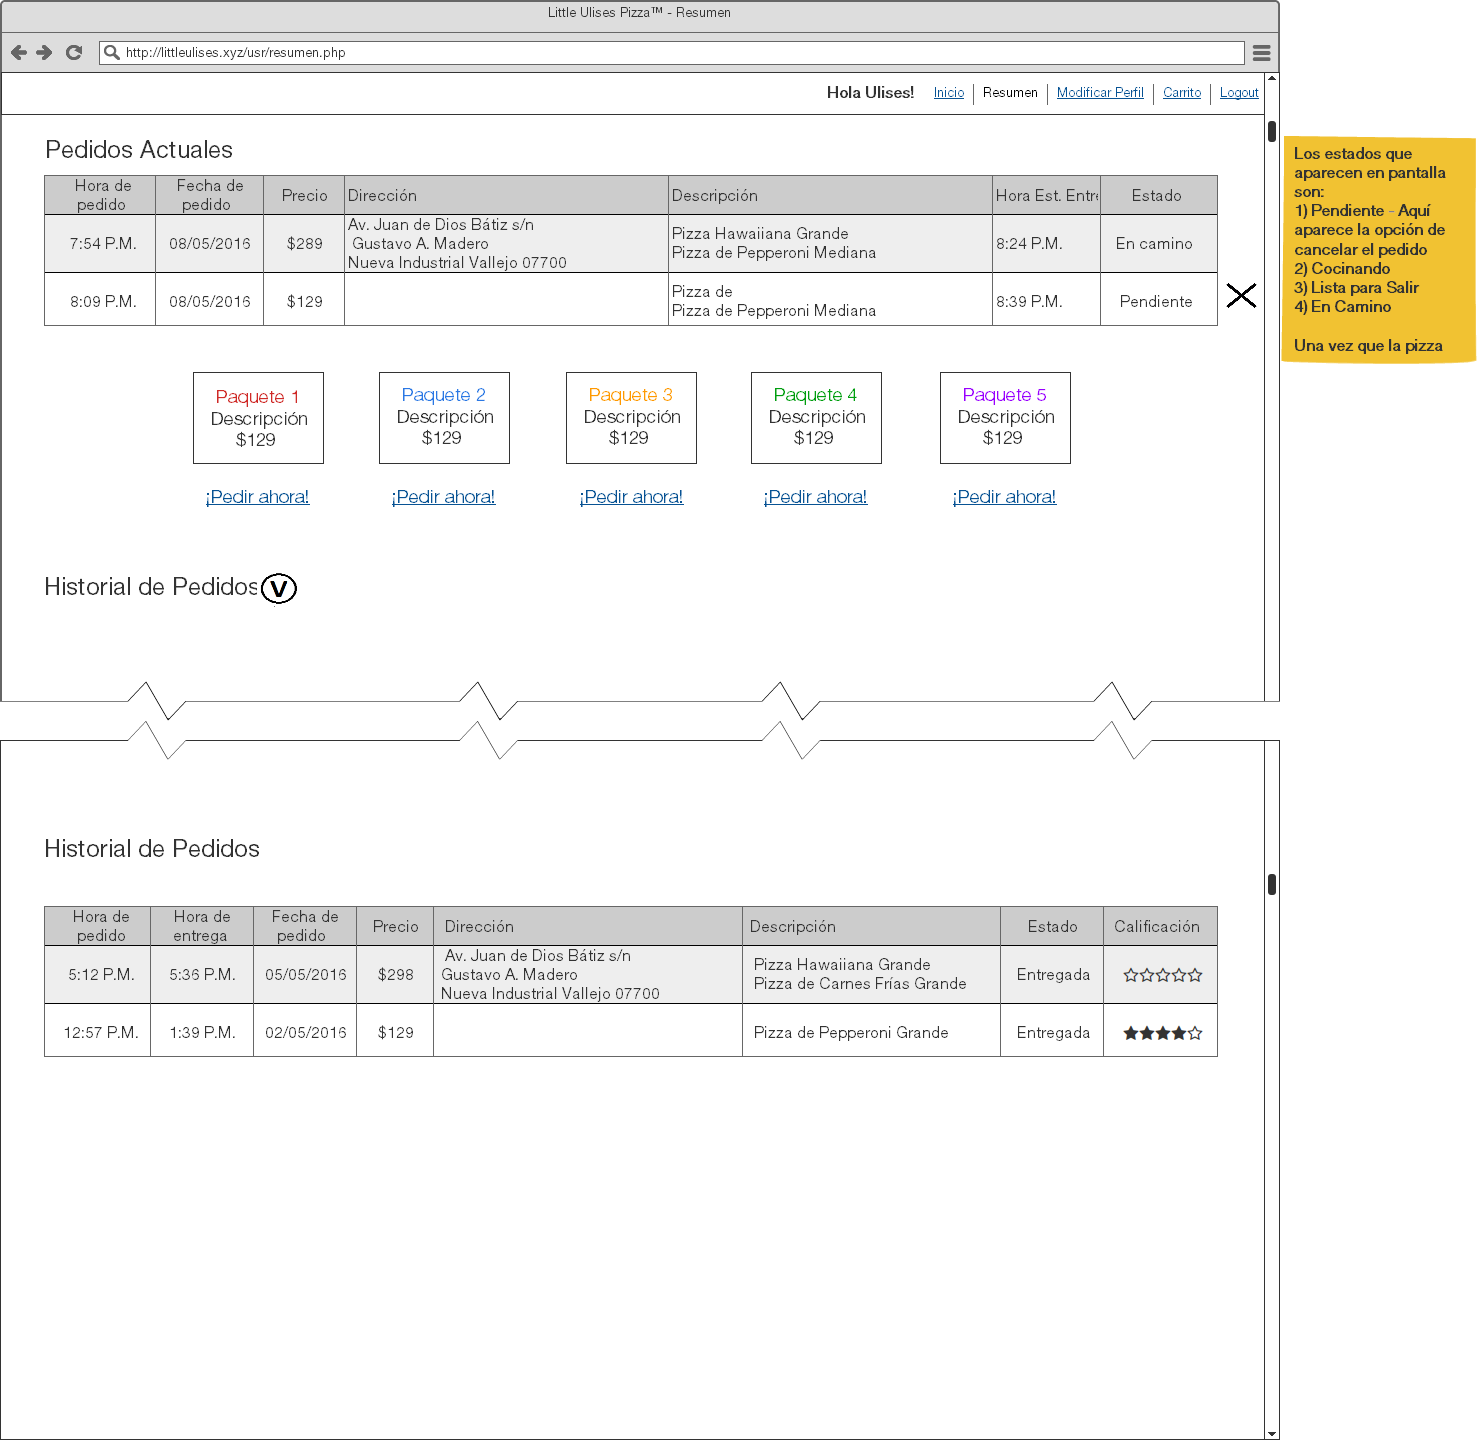 Little Ulises Pizza™ - Resumen
http://littleulises.xyz/usr/resumen.php
Hola Ulises! Inicio Resumen Modificar Perfil Carrito Logout
Pedidos Actuales
Hora de pedido Fecha de pedido Precio Dirección Descripción Hora Est. Entre Estado
7:54 P.M. 08/05/2016 $289 Av. Juan de Dios Bátiz s/n
Gustavo A. Madero
Nueva Industrial Vallejo 07700
Pizza Hawaiiana Grande
Pizza de Pepperoni Mediana
8:24 P.M. En camino
8:09 P.M. 08/05/2016 $129
Pizza de
Pizza de Pepperoni Mediana
8:39 P.M. Pendiente
Los estados que
aparecen en pantalla
son:
1) Pendiente - Aquí
aparece la opción de
cancelar el pedido
2) Cocinando
3) Lista para Salir
4) En Camino
Una vez que la pizza
Paquete 1
Descripción
$129
¡Pedir ahora!
Paquete 2
Descripción
$129
¡Pedir ahora!
Paquete 3
Descripción
$129
¡Pedir ahora!
Paquete 4
Descripción
$129
¡Pedir ahora!
Paquete 5
Descripción
$129
¡Pedir ahora!
Historial de Pedidos V
Historial de Pedidos
Hora de pedido Hora de entrega Fecha de pedido Precio Dirección Descripción Estado Calificación
5:12 P.M. 5:36 P.M. 05/05/2016 $298
Av. Juan de Dios Bátiz s/n
Gustavo A. Madero
Nueva Industrial Vallejo 07700
Pizza Hawaiiana Grande
Pizza de Carnes Frías Grande
Entregada
12:57 P.M. 1:39 P.M. 02/05/2016 $129 Pizza de Pepperoni Grande Entregada